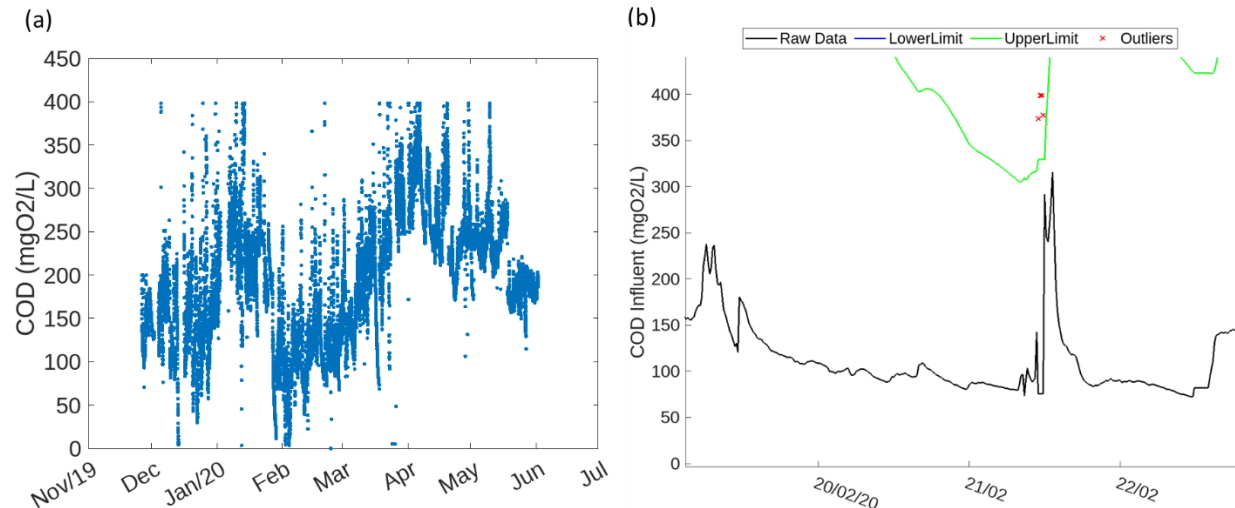 (a)
450
400
350
300
250
200
150
100
50
0
COD (mgO2/L)
Nov/19 Dec Jan/20 Feb Mar Apr May Jun Jul
(b)
Raw Data LowerLimit UpperLimit Outliers
400
350
300
250
200
150
100
50
0
COD Influent (mgO2/L)
20/02/20 21/02 22/02